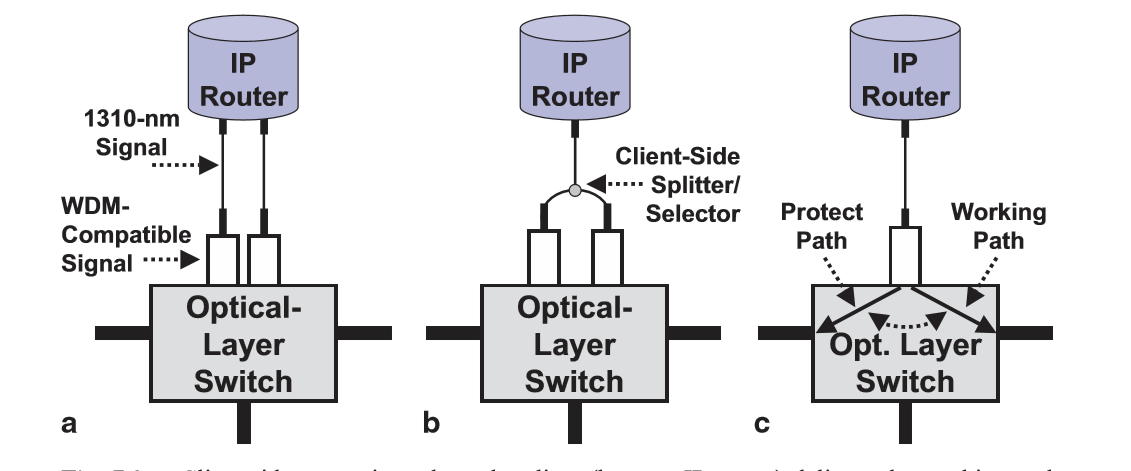 IP
Router
1310-nm
Signal
WDM-
Compatible
Signal
Optical-
Layer
Switch
a
IP
Router
Client-Side
Splitter/
Selector
Optical-
Layer
Switch
b
IP
Router
Protect
Path
Working
Path
Opt. Layer
Switch
c